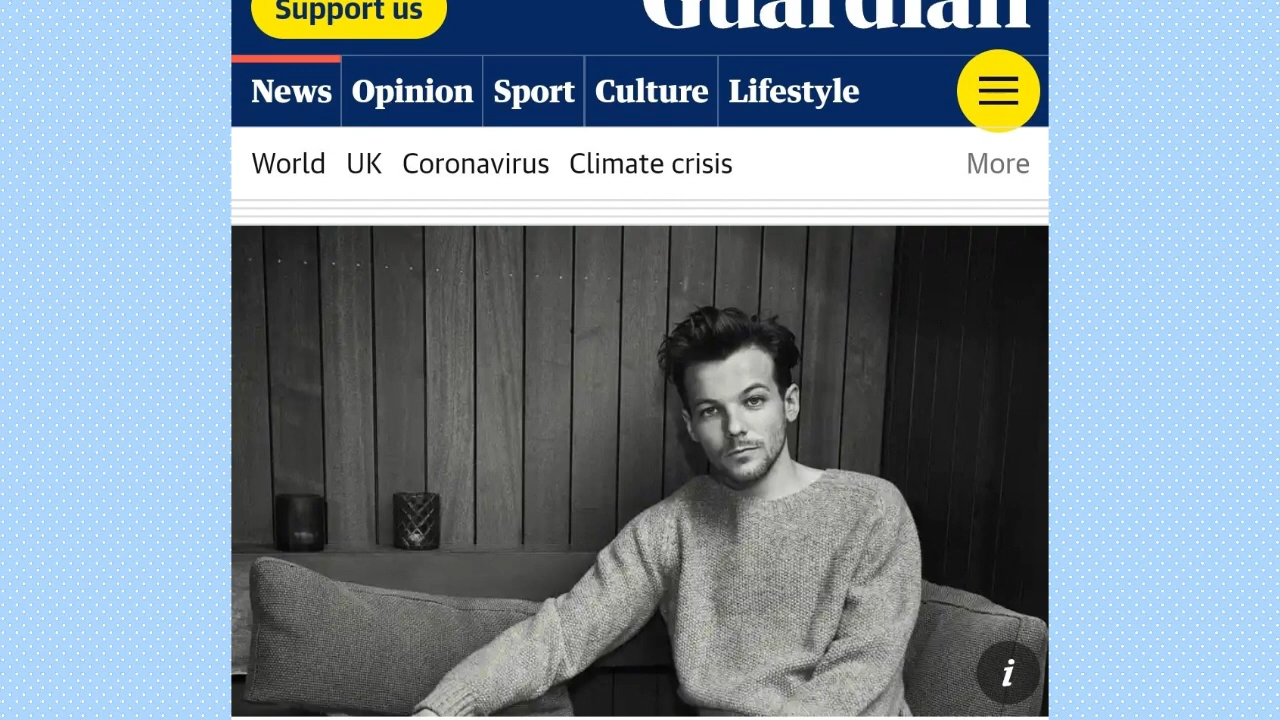 Support us
Guardian
News Opinion Sport Culture Lifestyle
World UK Coronavirus Climate crisis More
i